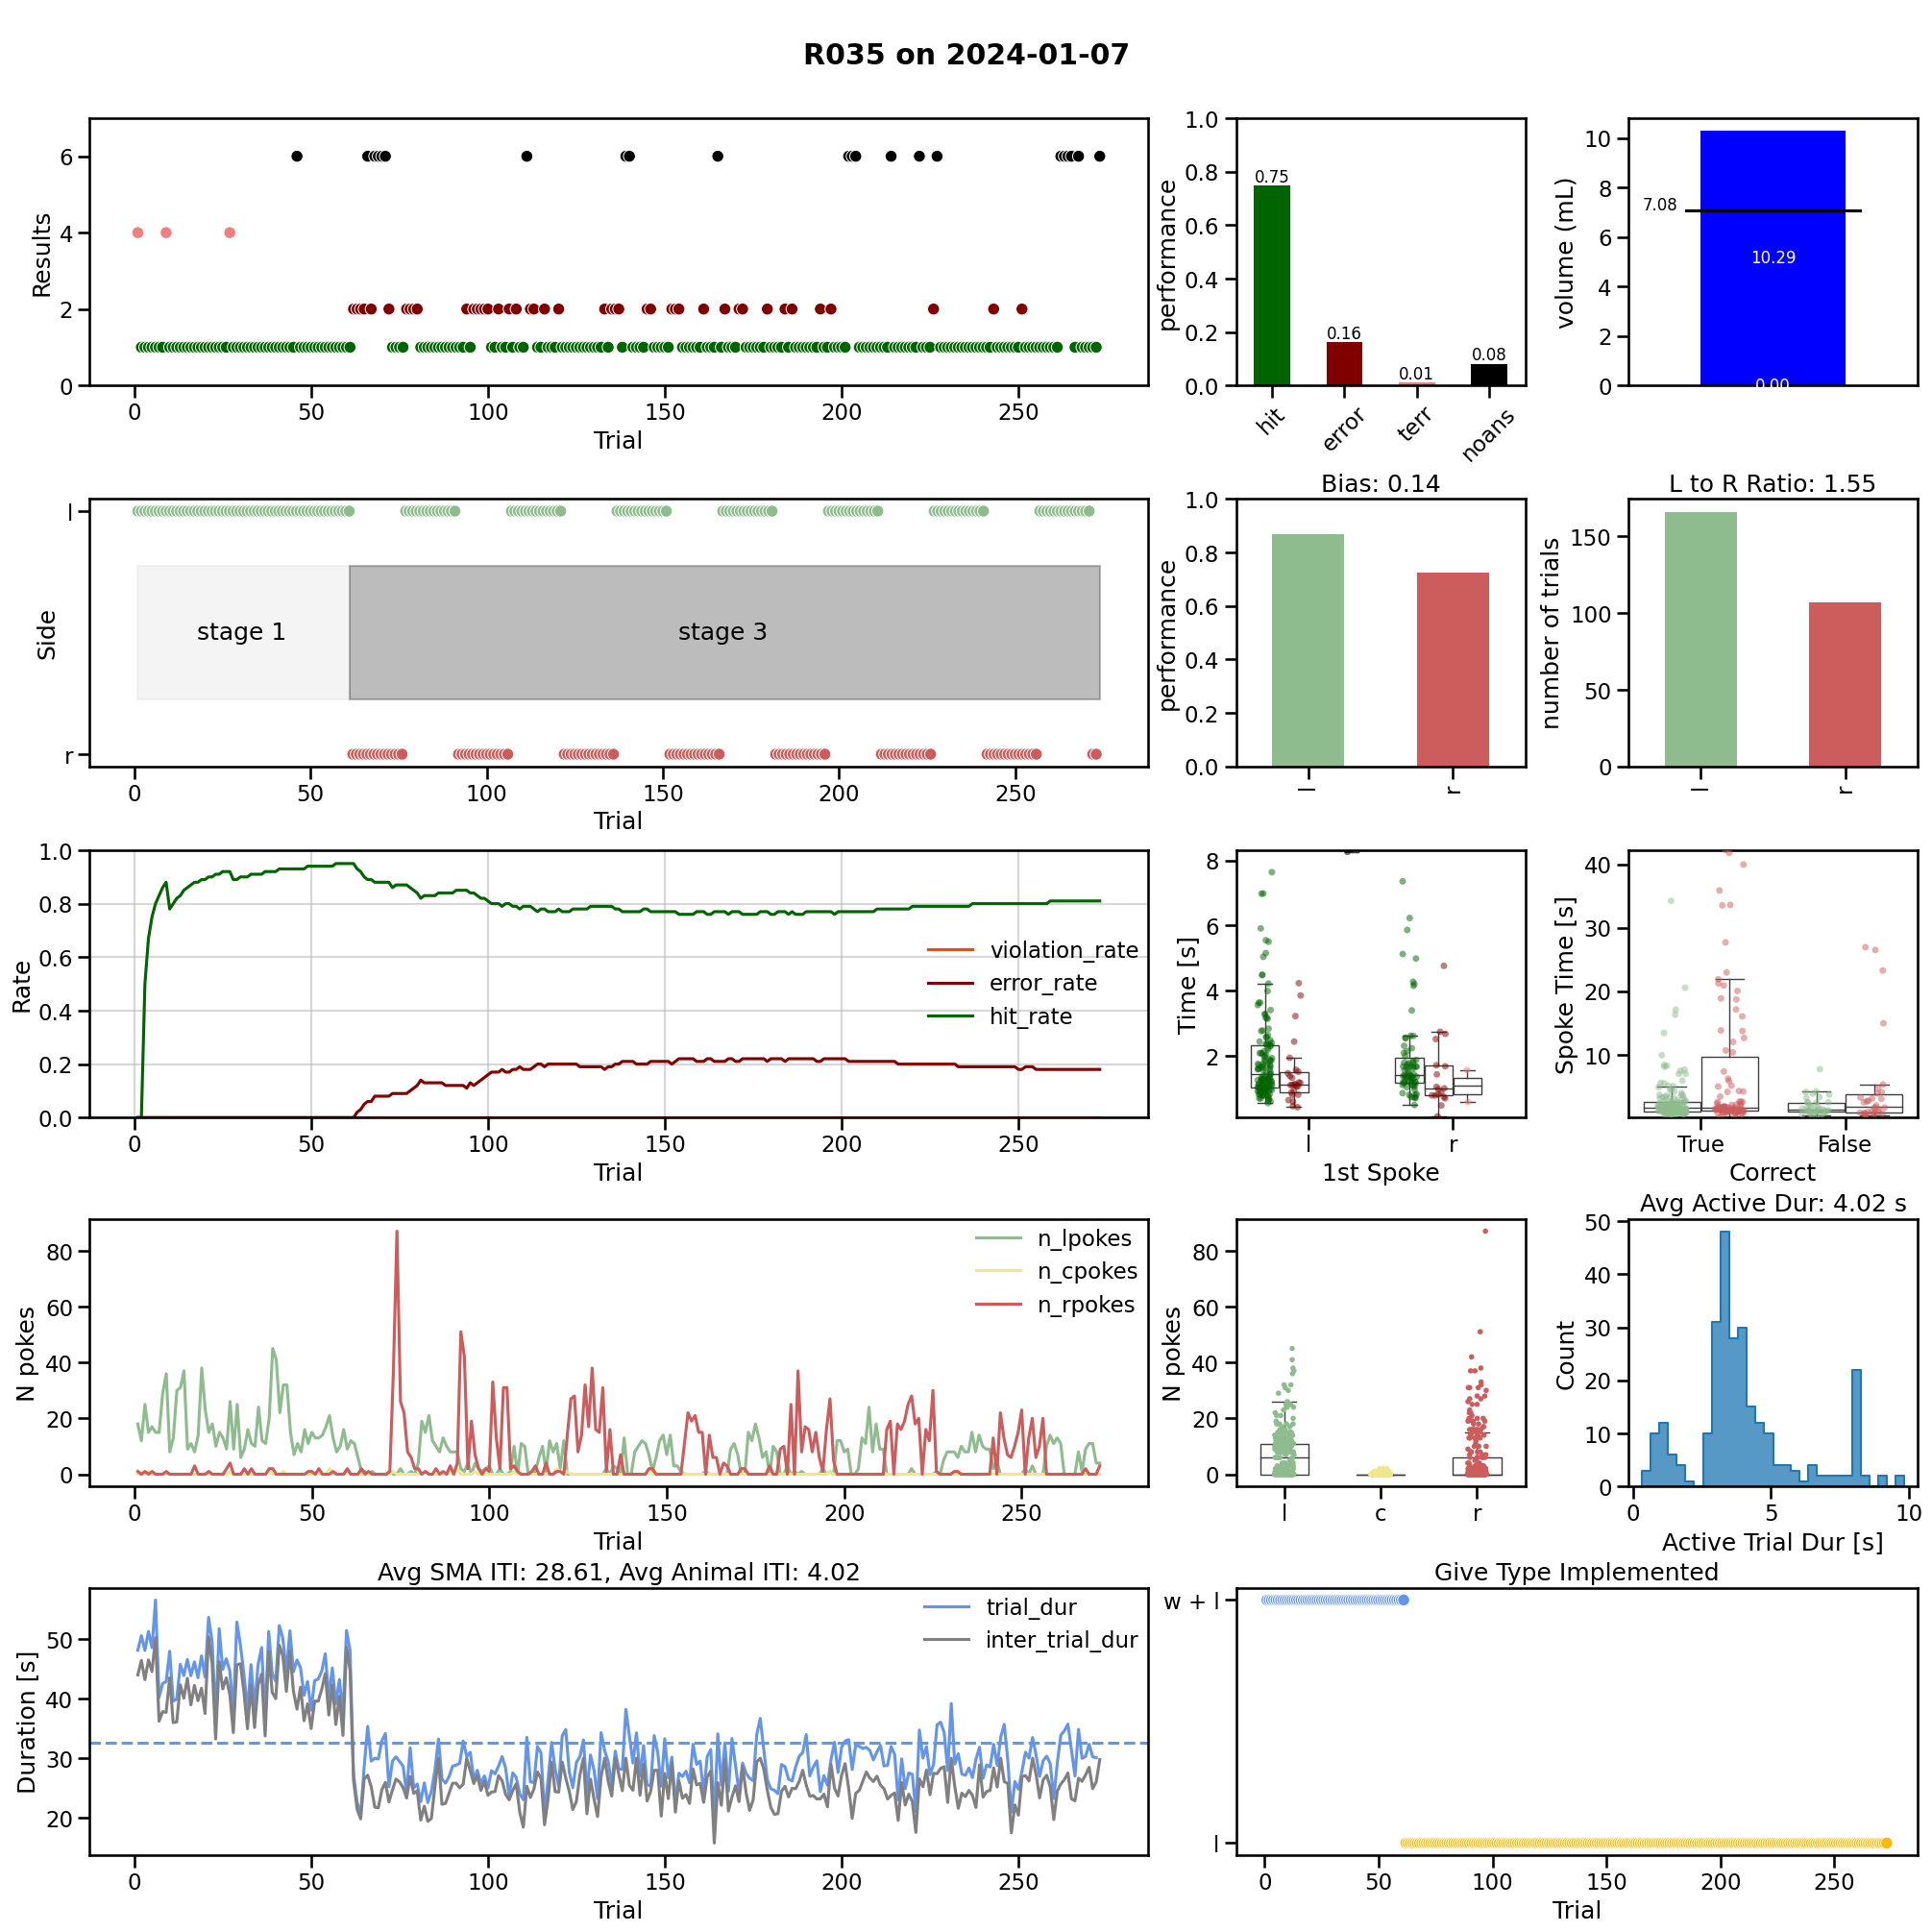 R035 on 2024-01-07
Results
6
4
2
0
0
50
100
150
200
250
Trial
performance
1.0
0.8
0.6
0.4
0.2
0.0
0.75
0.16
0.01
0.08
hit
error
terr
noans
volume (mL)
10
8
6
4
2
0
7.08
10.29
0.00
Side
l
r
stage 1
stage 3
0
50
100
150
200
250
Trial
Bias: 0.14
performance
1.0
0.8
0.6
0.4
0.2
0.0
l
r
L to R Ratio: 1.55
number of trials
150
100
50
0
l
r
Rate
1.0
0.8
0.6
0.4
0.2
0.0
violation_rate
error_rate
hit_rate
0
50
100
150
200
250
Trial
Time [s]
8
6
4
2
l
r
1st Spoke
Spoke Time [s]
40
30
20
10
True
False
Correct
N pokes
80
60
40
20
0
n_lpokes
n_cpokes
n_rpokes
0
50
100
150
200
250
Trial
N pokes
80
60
40
20
0
l
c
r
Avg Active Dur: 4.02 s
Count
50
40
30
20
10
0
0
5
10
Active Trial Dur [s]
Avg SMA ITI: 28.61, Avg Animal ITI: 4.02
Duration [s]
50
40
30
20
trial_dur
inter_trial_dur
0
50
100
150
200
250
Trial
Give Type Implemented
w + l
l
0
50
100
150
200
250
Trial